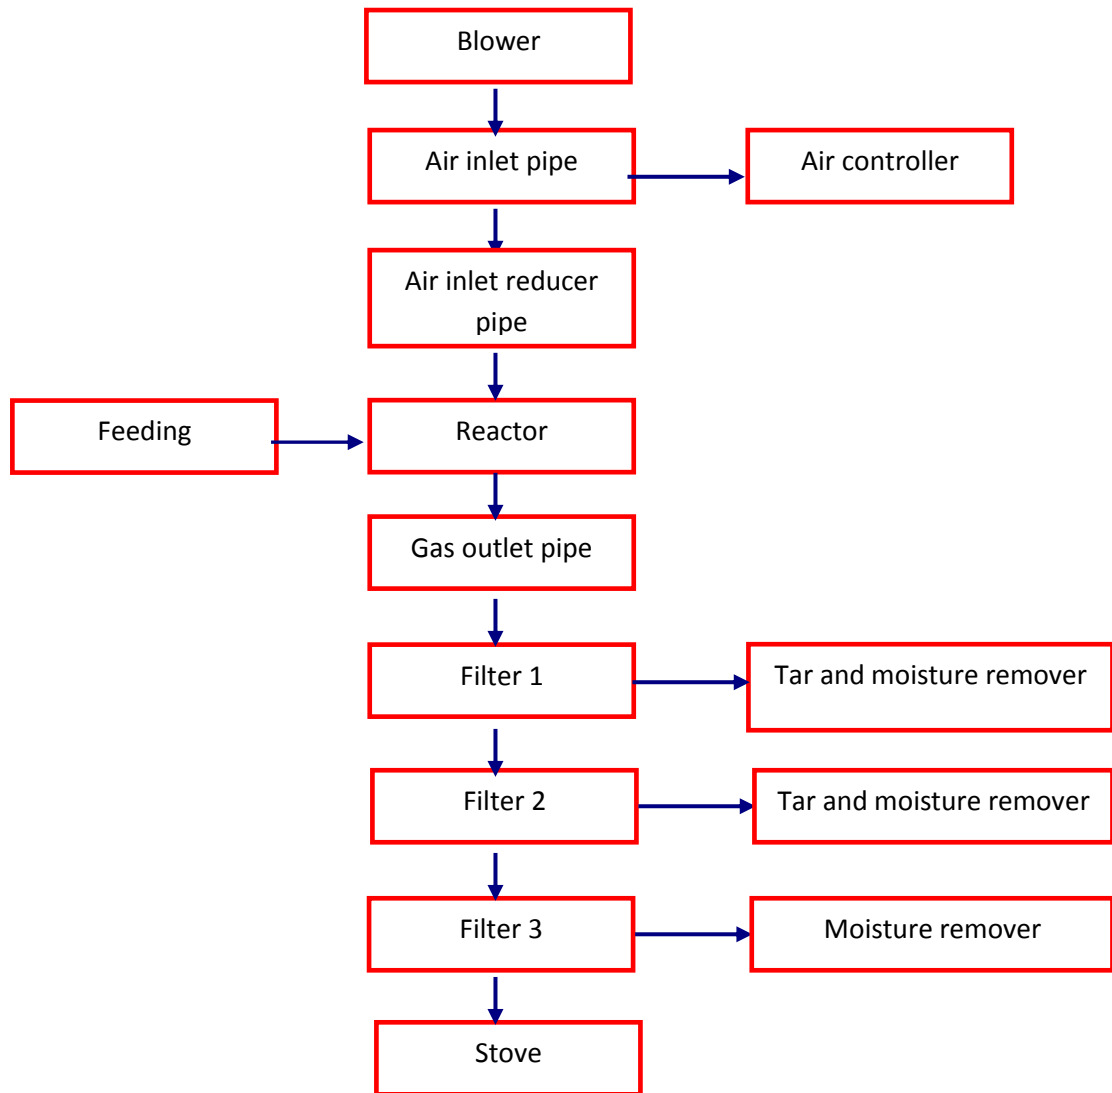 Blower
Air inlet pipe
Air controller
Air inlet reducer
pipe
Feeding
Reactor
Gas outlet pipe
Filter 1
Tar and moisture remover
Filter 2
Tar and moisture remover
Filter 3
Moisture remover
Stove